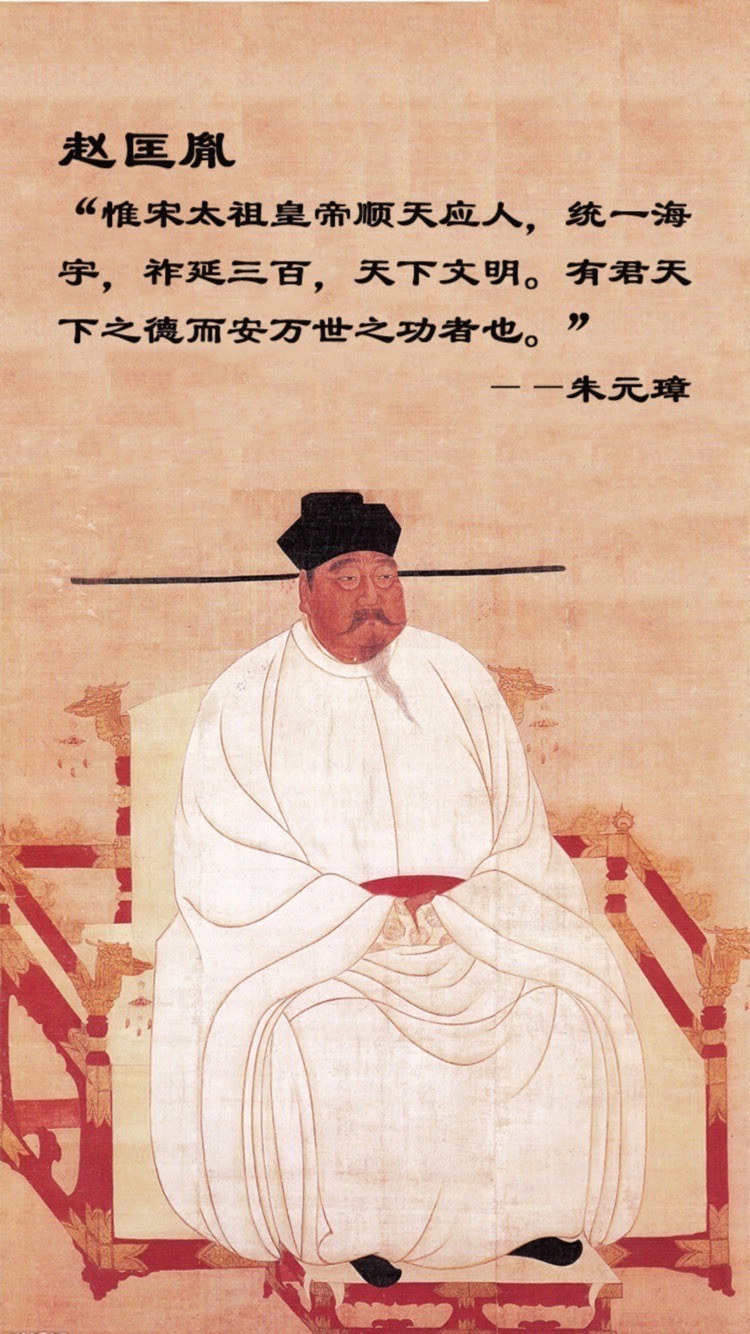 赵匡胤
“惟宋太祖皇帝顺天应人，统一海
宇，祚延三百，天下文明。有君天
下之德而安万世之功者也。”
——朱元璋